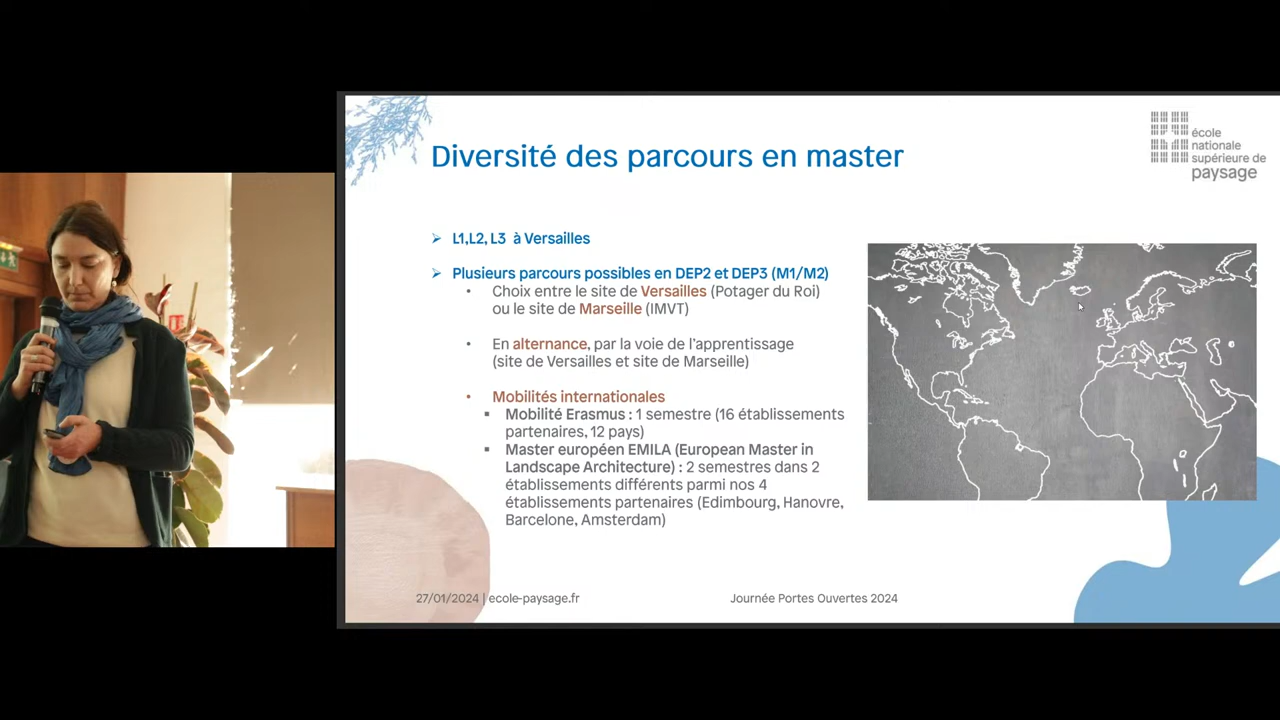 Diversité des parcours en master
école
nationale
supérieure de
paysage
L1,L2, L3 à Versailles
Plusieurs parcours possibles en DEP2 et DEP3 (M1/M2)
Choix entre le site de Versailles (Potager du Roi)
ou le site de Marseille (IMVT)
En alternance, par la voie de l'apprentissage
(site de Versailles et site de Marseille)
Mobilités internationales
Mobilité Erasmus : 1 semestre (16 établissements
partenaires, 12 pays)
Master européen EMILA (European Master in
Landscape Architecture) : 2 semestres dans 2
établissements différents parmi nos 4
établissements partenaires (Edimbourg, Hanovre,
Barcelone, Amsterdam)
27/01/2024 | ecole-paysage.fr
Journée Portes Ouvertes 2024